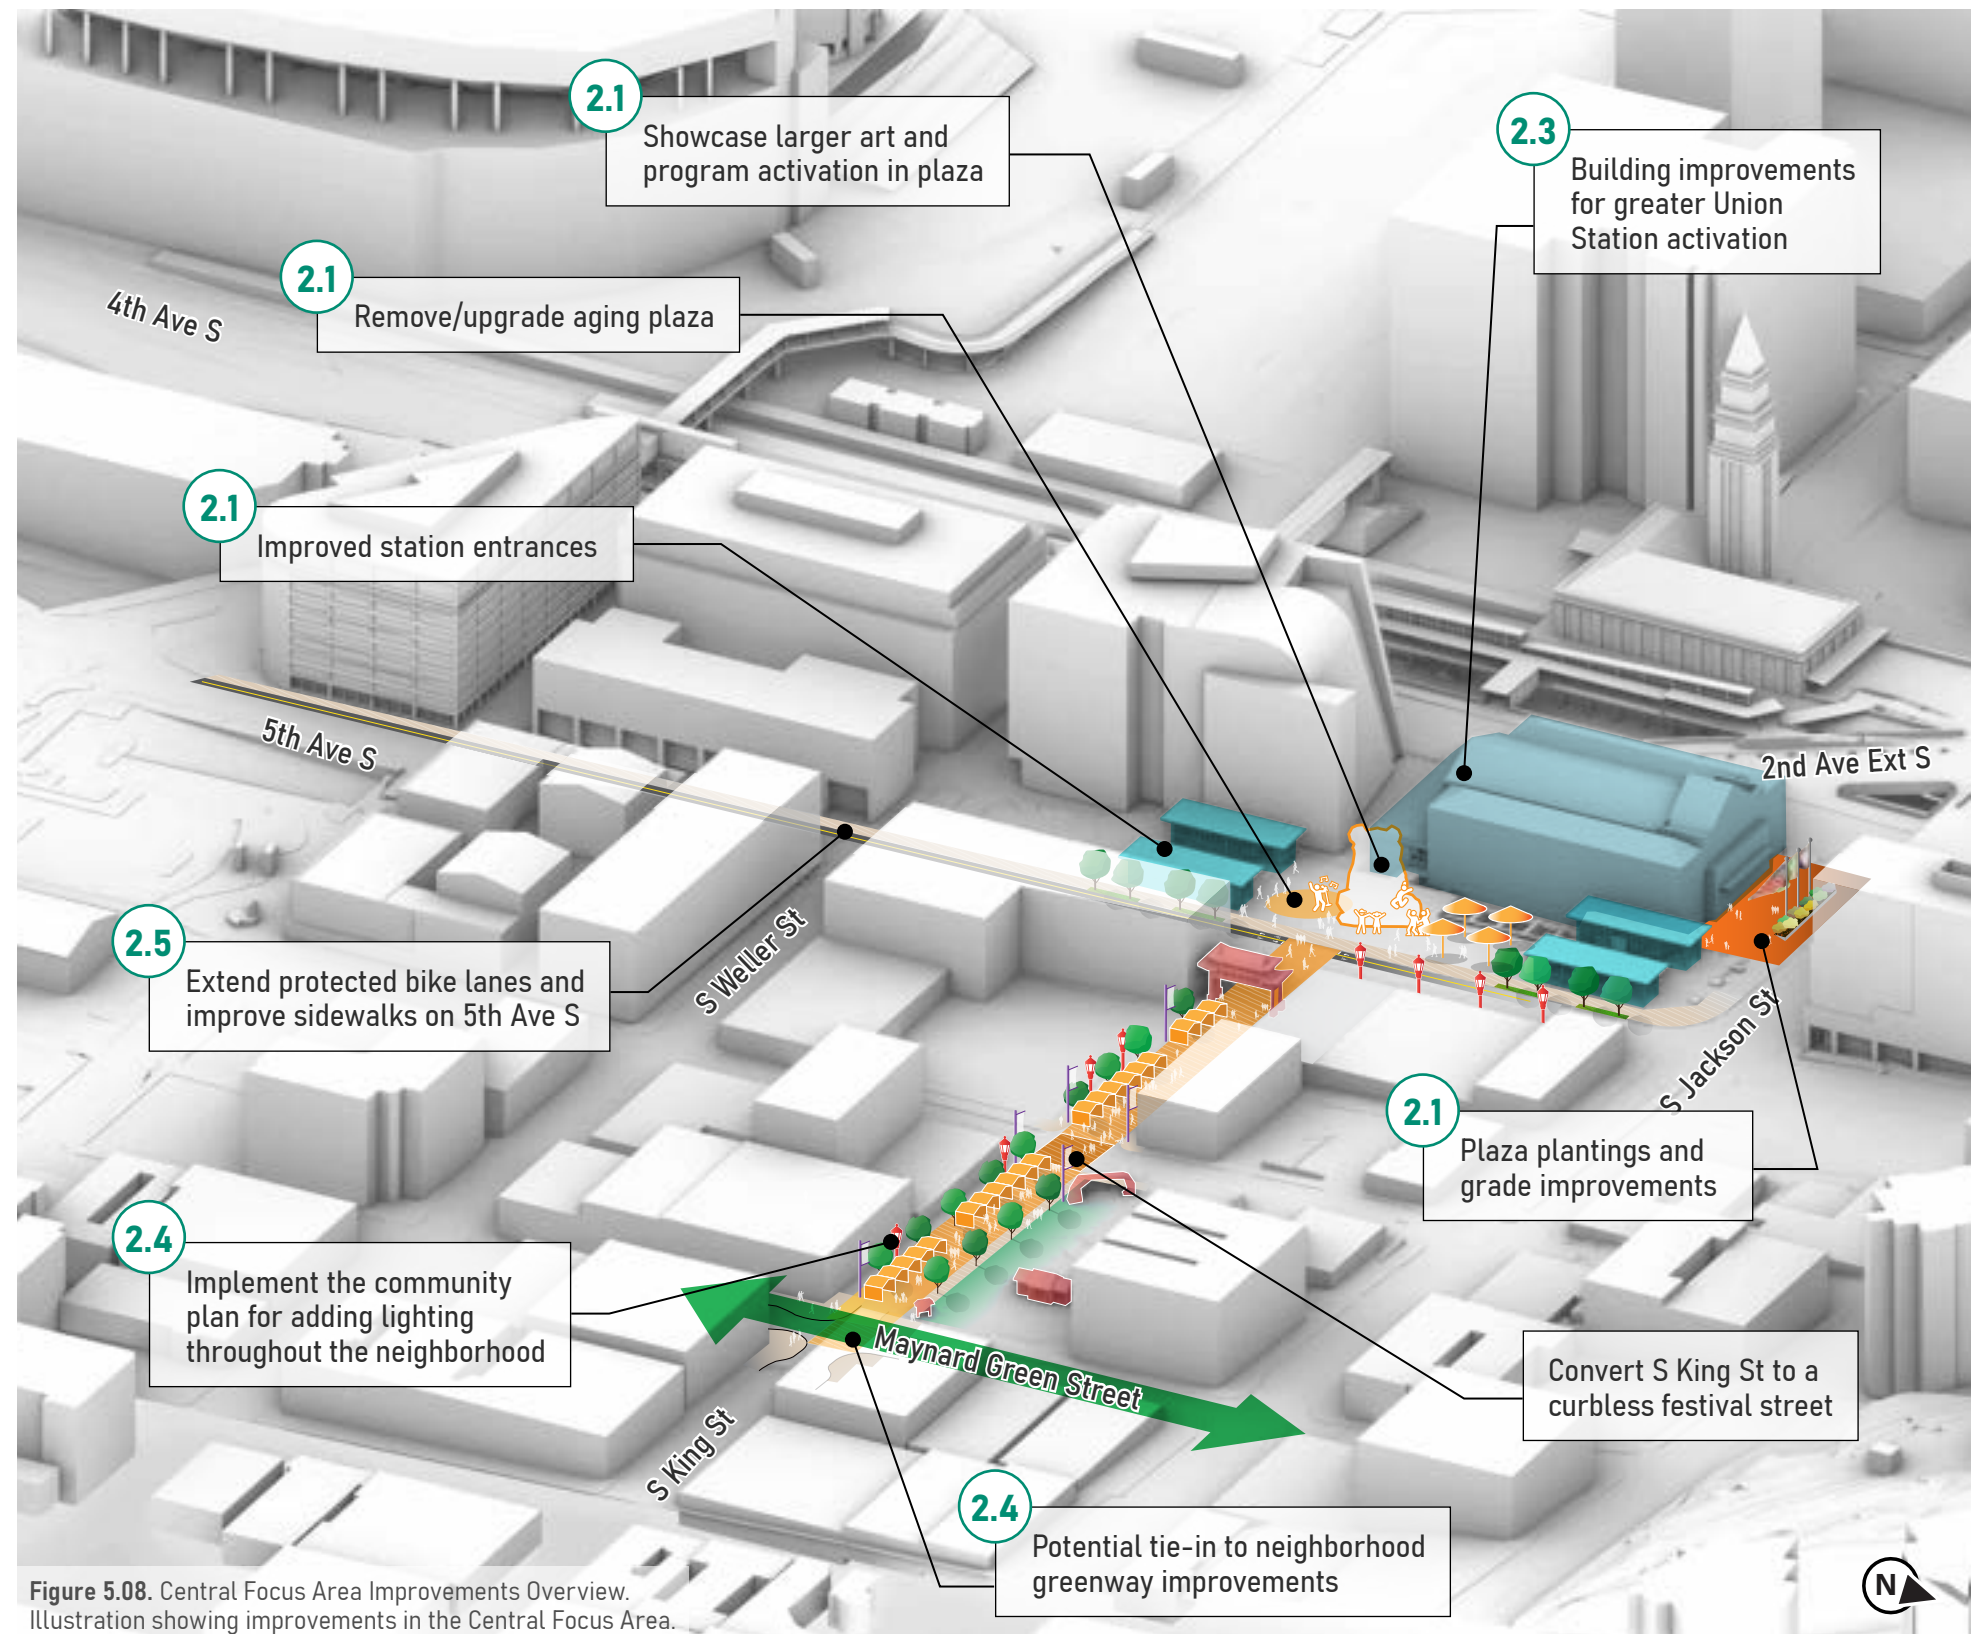 2.1
Showcase larger art and
program activation in plaza
2.3
Building improvements
for greater Union
Station activation
2.1
Remove/upgrade aging plaza
4th Ave S
2.1
Improved station entrances
5th Ave S
2nd Ave Ext S
2.5
Extend protected bike lanes and
improve sidewalks on 5th Ave S
S Weller St
S Jackson St
2.1
Plaza plantings and
grade improvements
2.4
Implement the community
plan for adding lighting
throughout the neighborhood
Maynard Green Street
Convert S King St to a
curbless festival street
S King St
2.4
Potential tie-in to neighborhood
greenway improvements
N
Figure 5.08. Central Focus Area Improvements Overview.
Illustration showing improvements in the Central Focus Area.